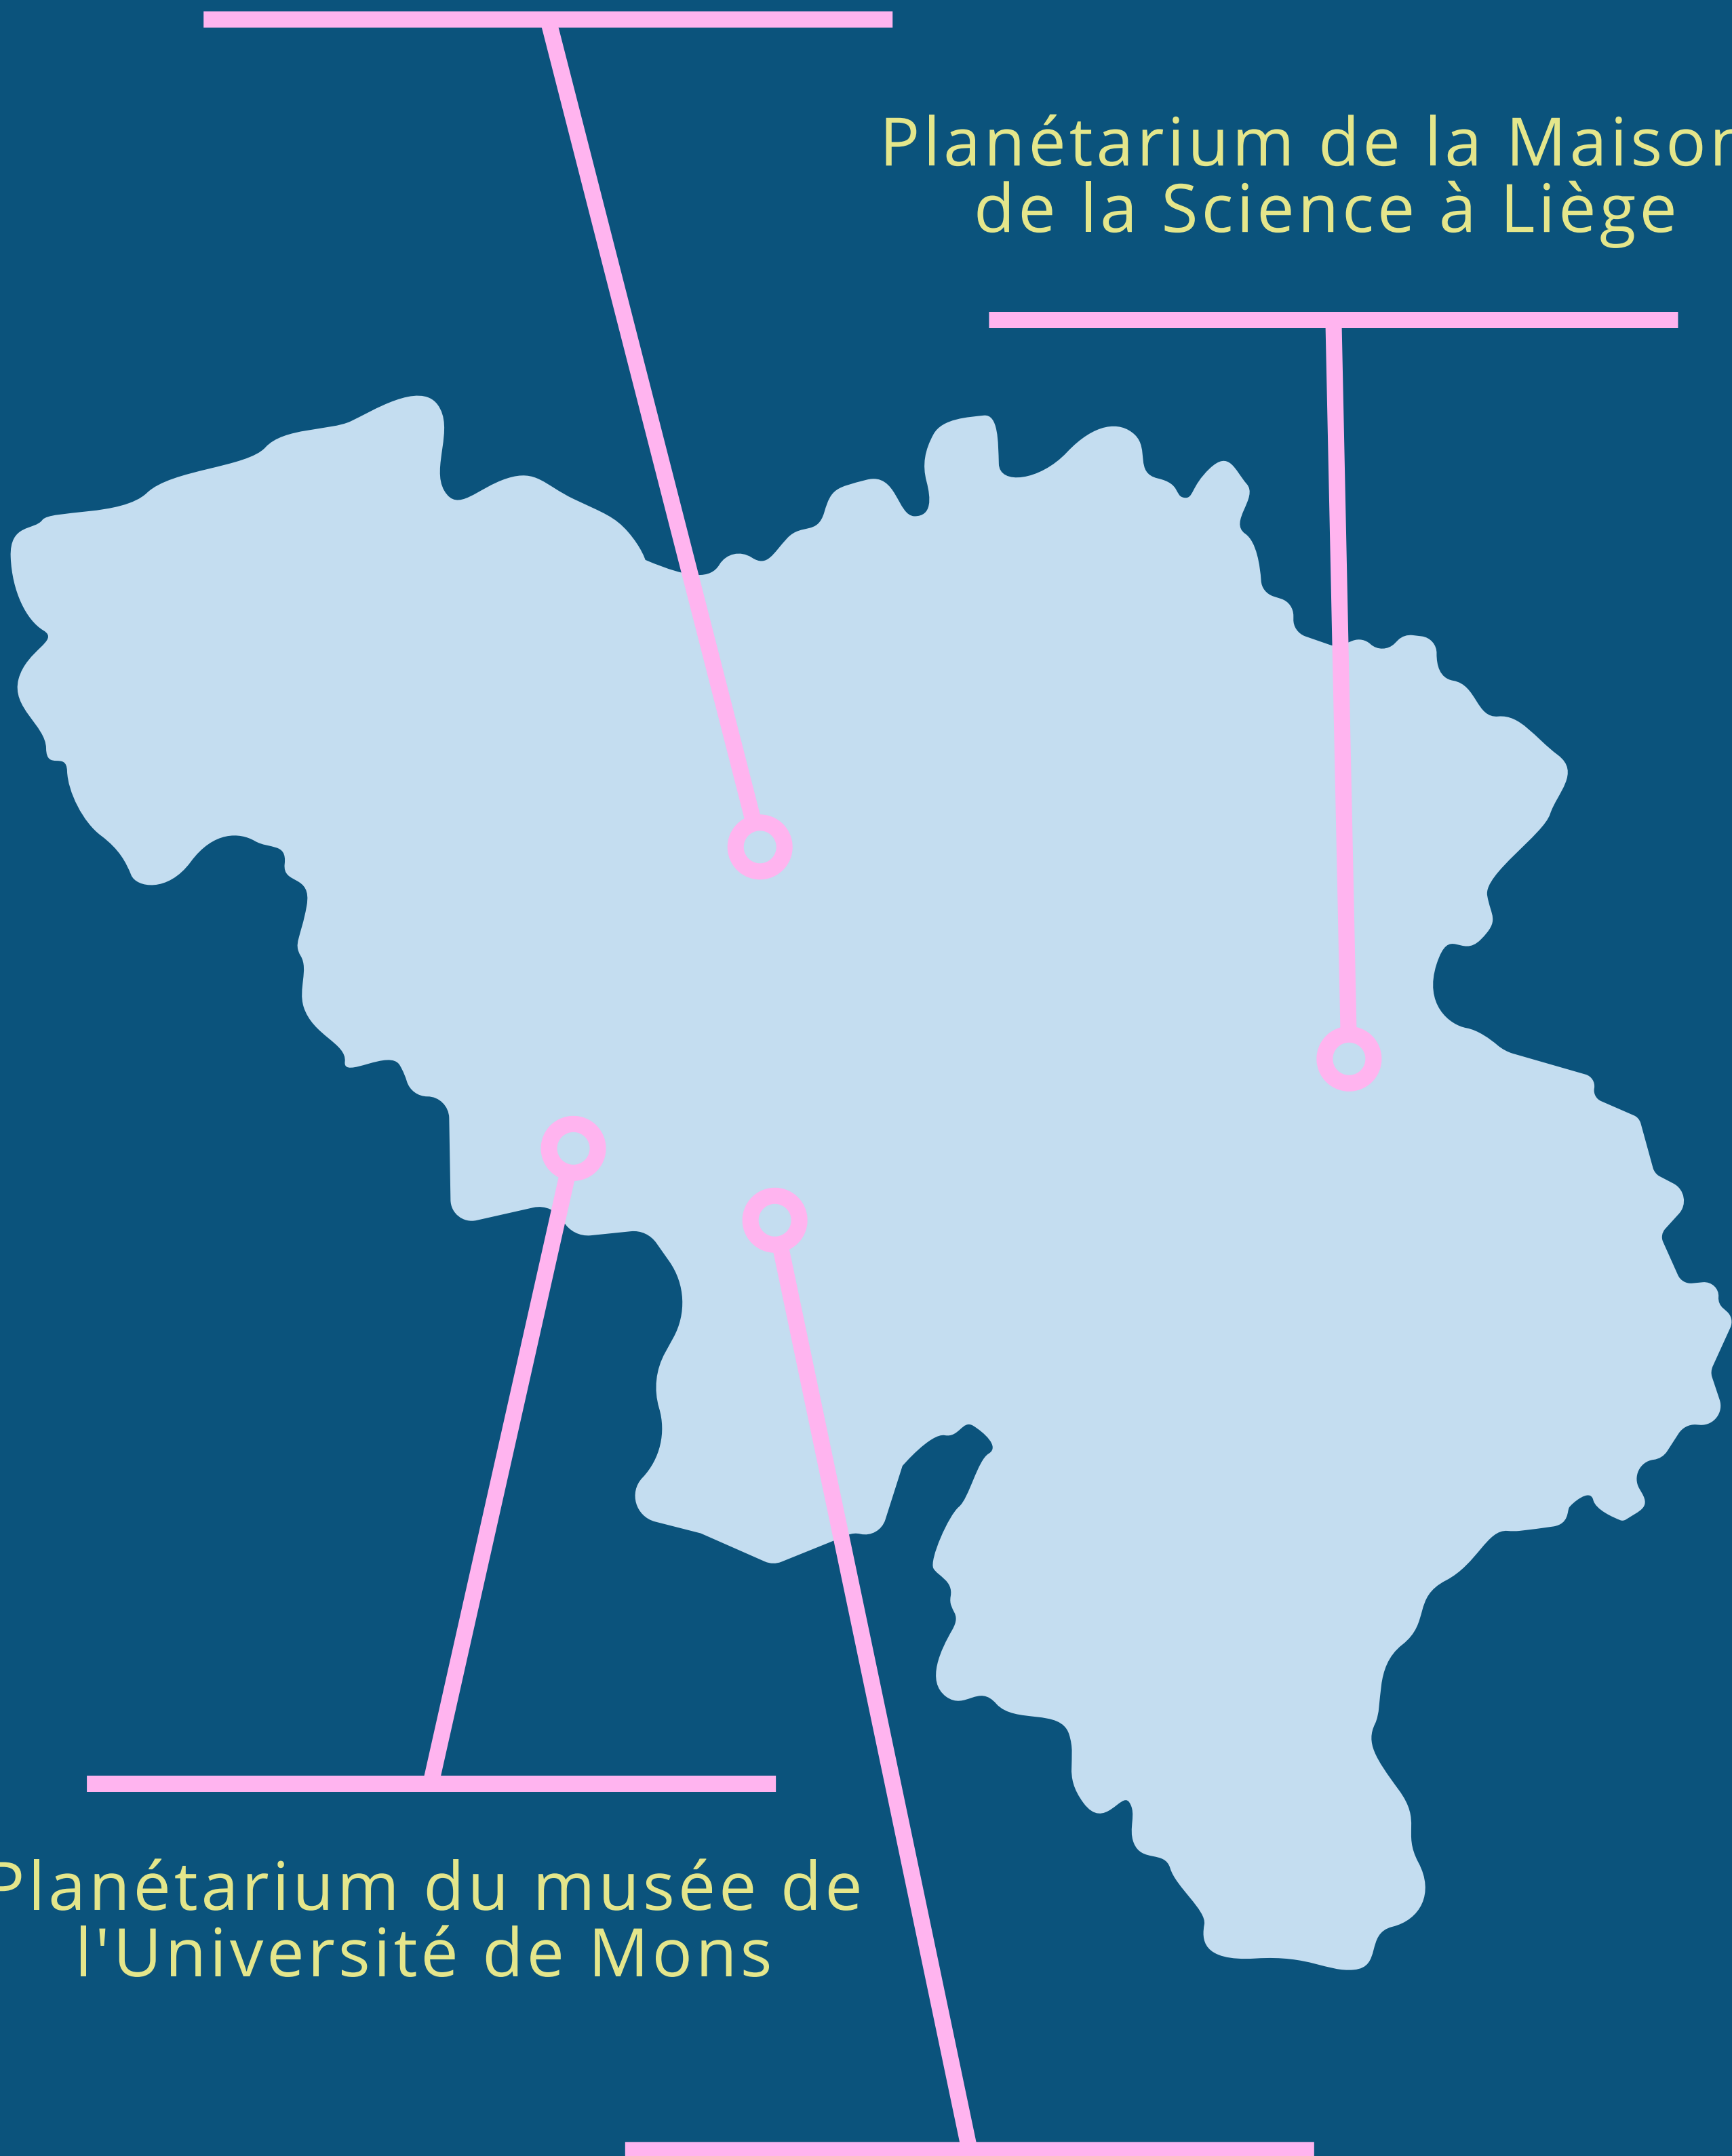 Planétarium de la Maison
de la Science à Liège
Planétarium du musée de
l'Université de Mons